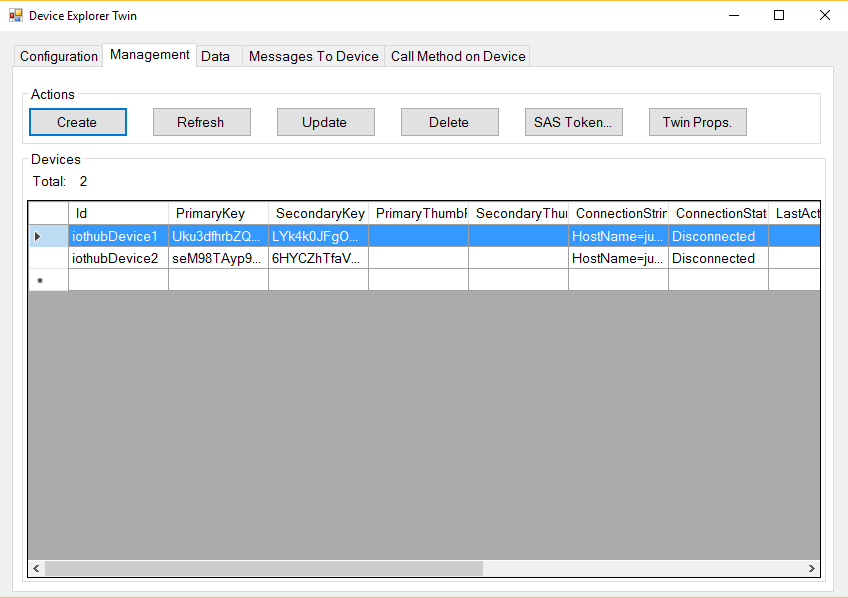 Device Explorer Twin
Configuration Management Data Messages To Device Call Method on Device
Actions
Create Refresh Update Delete SAS Token... Twin Props.
Devices
Total: 2
Id PrimaryKey SecondaryKey PrimaryThumbF SecondaryThu ConnectionStrin ConnectionStat LastAct
iothubDevice1 Uku3dfhrbZQ... LYk4k0JFgO... HostName=ju... Disconnected
iothubDevice2 seM98TAyp9... 6HYCZhTfaV... HostName=ju... Disconnected